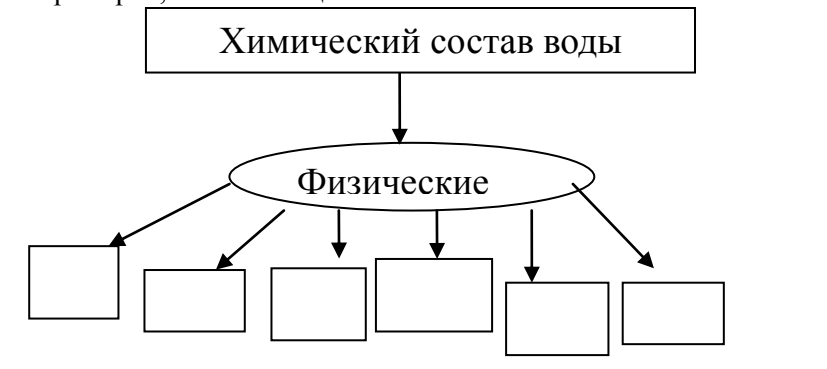 Химический состав воды
Физические